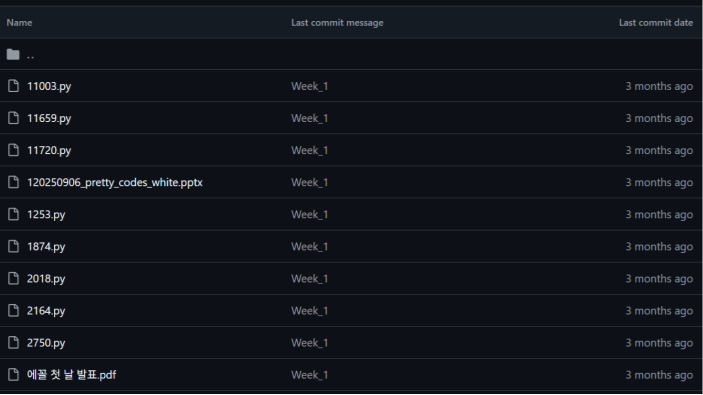 Name Last commit message Last commit date
..
11003.py Week_1 3 months ago
11659.py Week_1 3 months ago
11720.py Week_1 3 months ago
120250906_pretty_codes_white.pptx Week_1 3 months ago
1253.py Week_1 3 months ago
1874.py Week_1 3 months ago
2018.py Week_1 3 months ago
2164.py Week_1 3 months ago
2750.py Week_1 3 months ago
에꼴 첫 날 발표.pdf Week_1 3 months ago